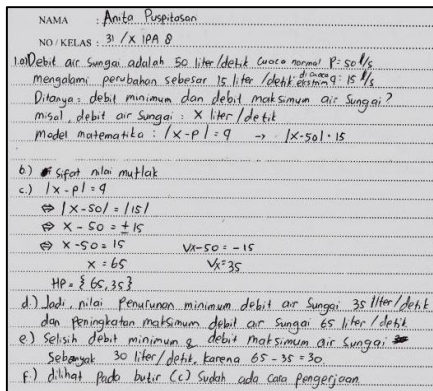 NAMA : Anita Puspitasari
NO / KELAS : 31 / X IPA 8
1.a) Debit air sungai adalah 50 liter/detik cuaca normal P = 50 l/s
mengalami perubahan sebesar 15 liter/detik di cuaca ekstrim q : 15 l/s
Ditanya : debit minimum dan debit maksimum air sungai?
misal, debit air sungai : x liter/detik
model matematika : |x - p| = q → |x-50| = 15
b.) sifat nilai mutlak
c.) |x - p| = q
⇔ |x - 50| = |15|
⇔ x - 50 = ± 15
⇔ x - 50 = 15 V x - 50 = -15
x = 65 V x = 35
HP = {65, 35}
d.) Jadi, nilai Penurunan minimum debit air sungai 35 liter/detik
dan peningkatan maksimum debit air sungai 65 liter/detik.
e.) Selisih debit minimum & debit maksimum air sungai
Sebanyak 30 liter/detik. karena 65 - 35 = 30.
F.) dilihat pada butir (c) sudah ada cara pengerjaan